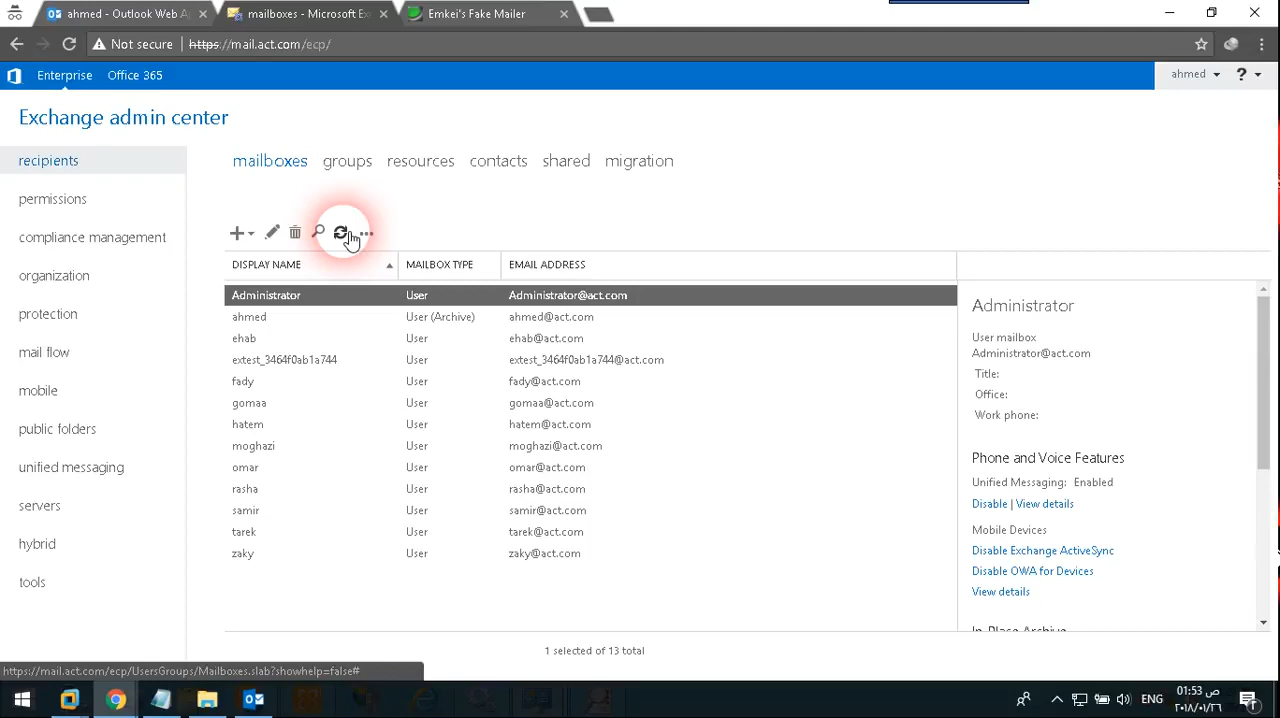 ahmed - Outlook Web Ap
mailboxes - Microsoft Ex
Emkei's Fake Mailer
Not secure
https://mail.act.com/ecp/
Enterprise
Office 365
ahmed
?
Exchange admin center
recipients
permissions
compliance management
organization
protection
mail flow
mobile
public folders
unified messaging
servers
hybrid
tools
mailboxes groups resources contacts shared migration
DISPLAY NAME MAILBOX TYPE EMAIL ADDRESS
Administrator User Administrator@act.com
ahmed User (Archive) ahmed@act.com
ehab User ehab@act.com
extest_3464f0ab1a744 User extest_3464f0ab1a744@act.com
fady User fady@act.com
gomaa User gomaa@act.com
hatem User hatem@act.com
moghazi User moghazi@act.com
omar User omar@act.com
rasha User rasha@act.com
samir User samir@act.com
tarek User tarek@act.com
zaky User zaky@act.com
1 selected of 13 total
Administrator
User mailbox
Administrator@act.com
Title:
Office:
Work phone:
Phone and Voice Features
Unified Messaging: Enabled
Disable | View details
Mobile Devices
Disable Exchange ActiveSync
Disable OWA for Devices
View details
In-Place Archive
https://mail.act.com/ecp/UsersGroups/Mailboxes.slab?showhelp=false#
ENG
01:53 ص